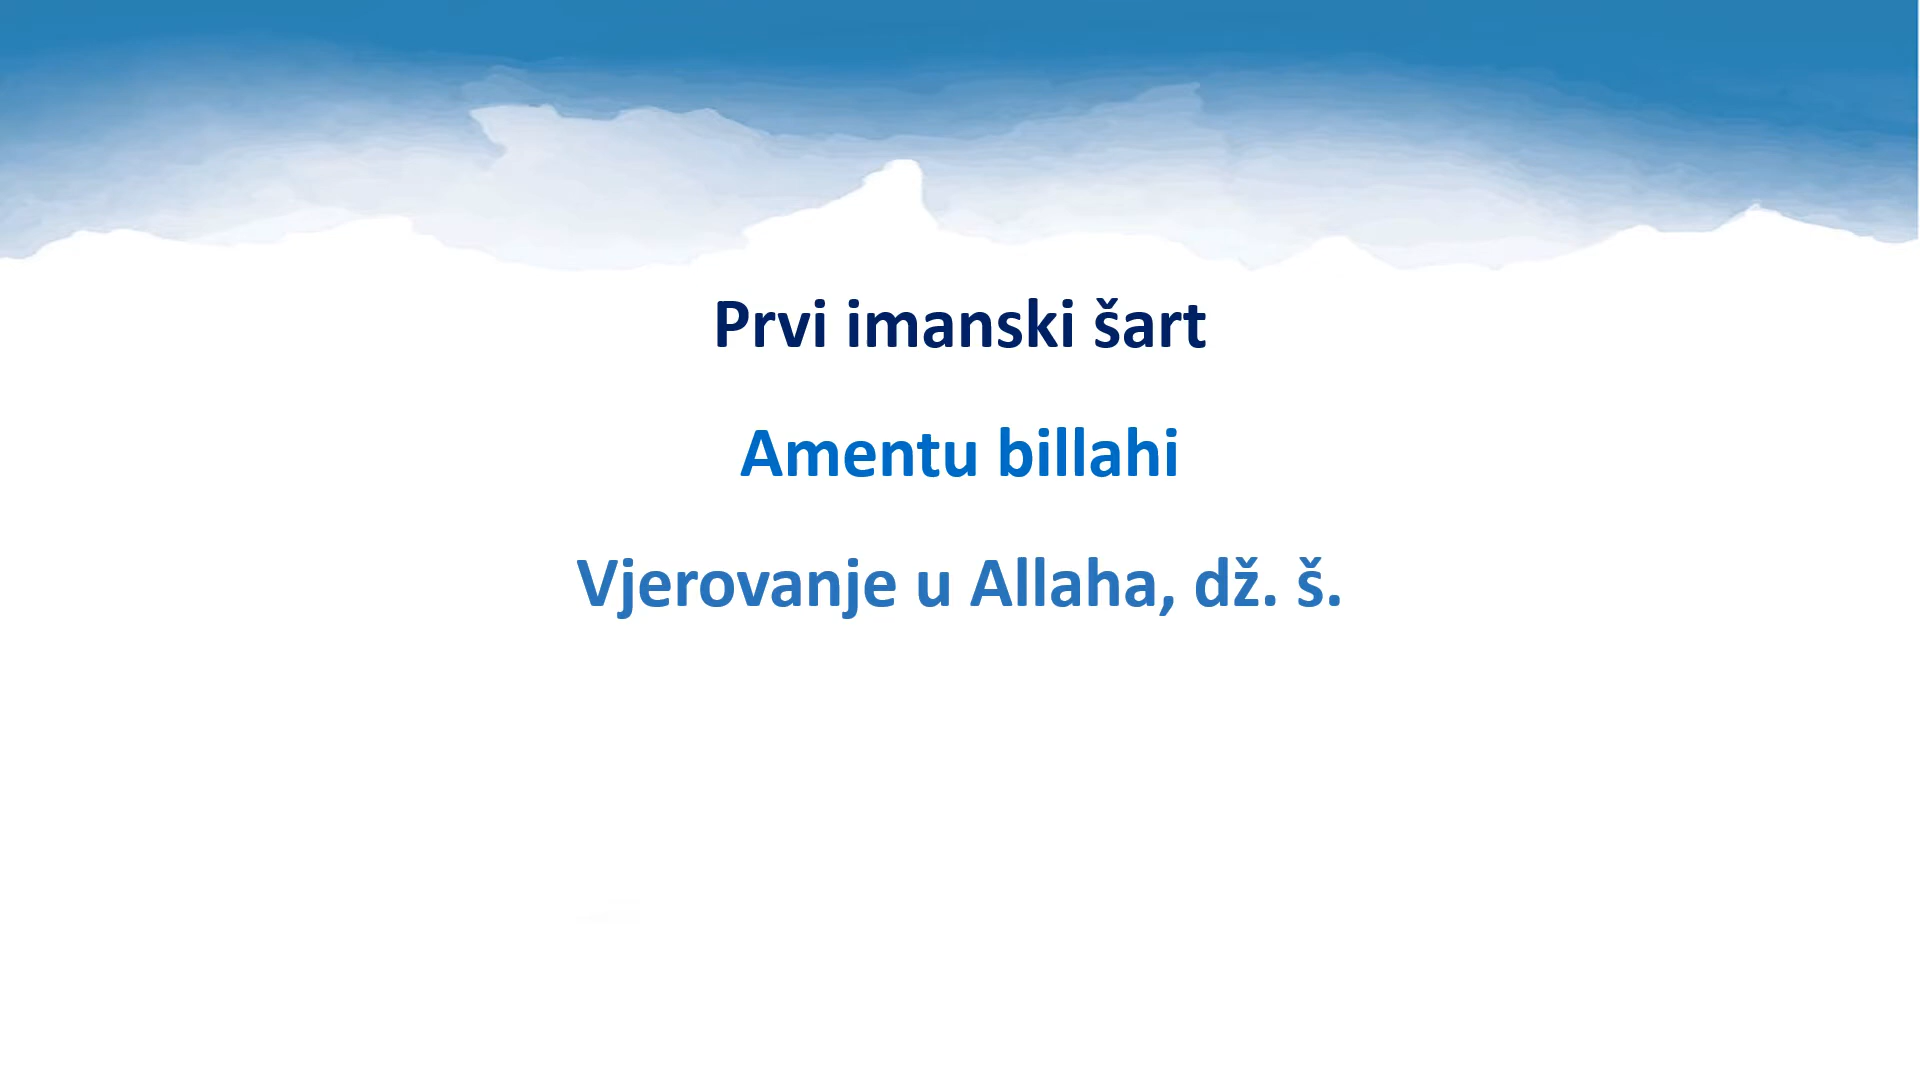 Prvi imanski šart
Amentu billahi
Vjerovanje u Allaha, dž. š.